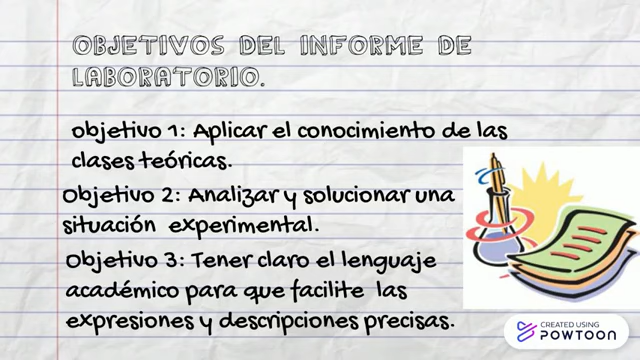 OBJETIVOS DEL INFORME DE
LABORATORIO.
objetivo 1: Aplicar el conocimiento de las
clases teóricas.
Objetivo 2: Analizar y solucionar una
situación experimental.
Objetivo 3: Tener claro el lenguaje
académico para que facilite las
expresiones y descripciones precisas.
CREATED USING
POWTOON